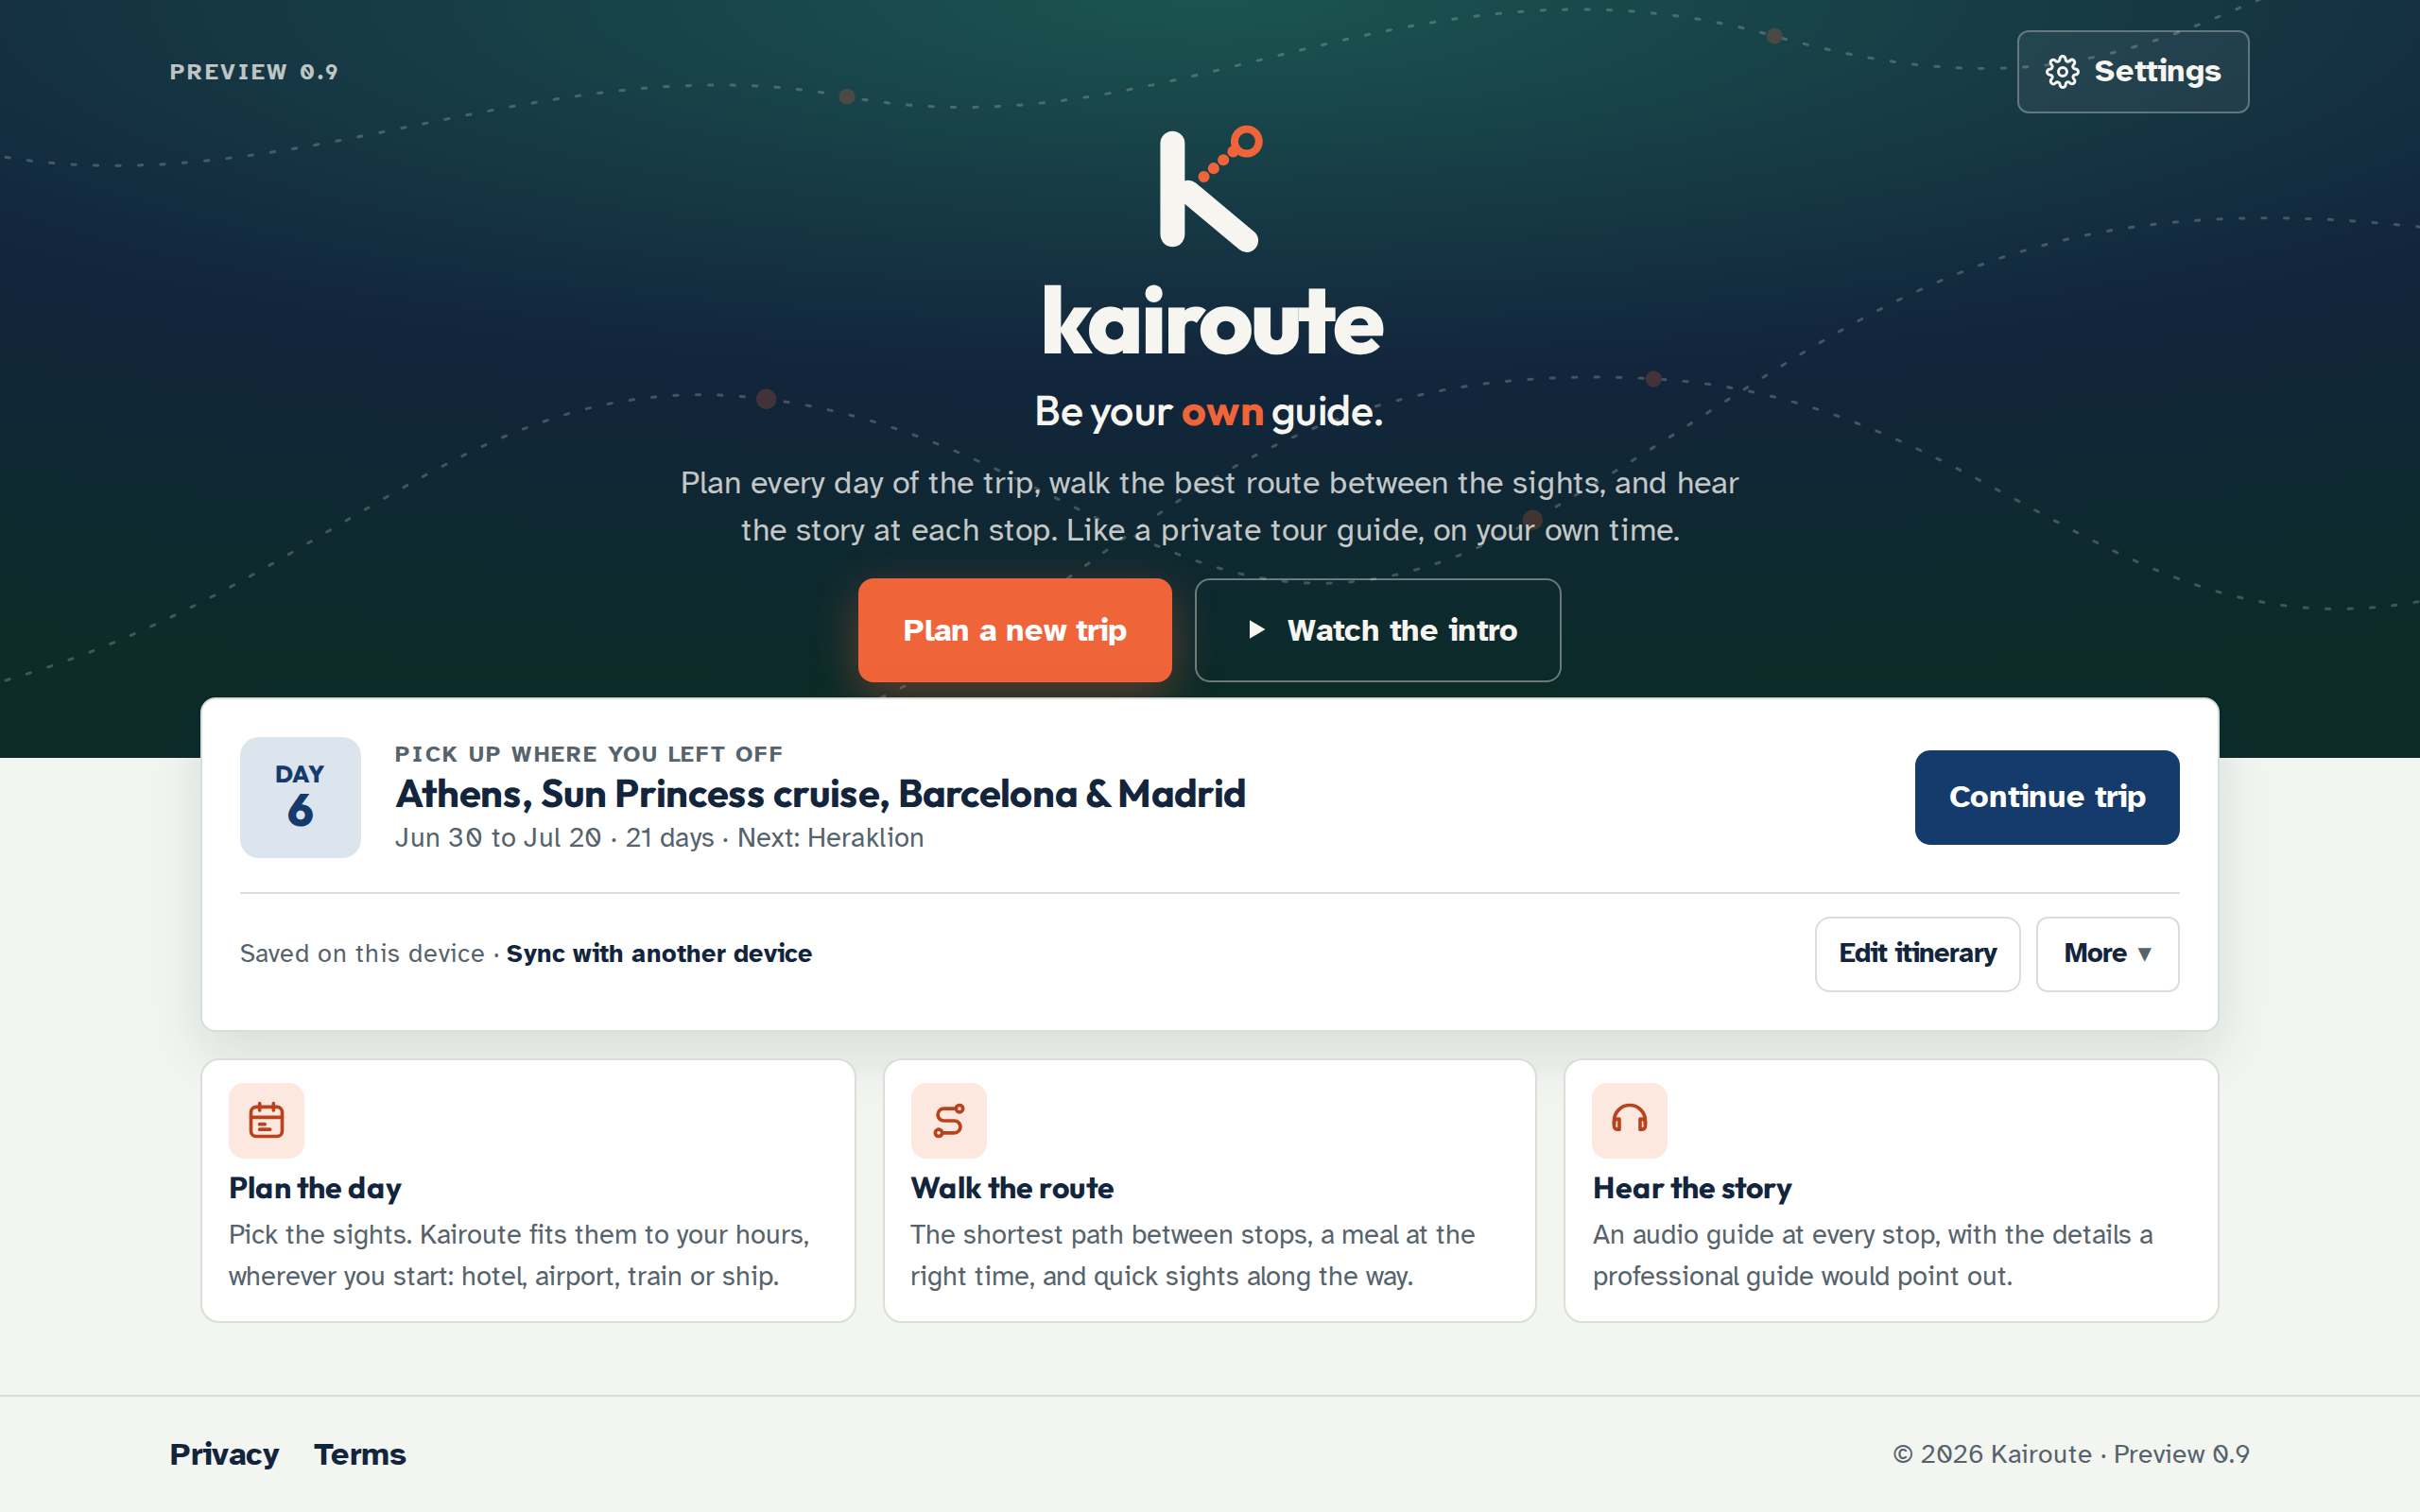 PREVIEW 0.9
Settings
kairoute
Be your own guide.
Plan every day of the trip, walk the best route between the sights, and hear
the story at each stop. Like a private tour guide, on your own time.
Plan a new trip
Watch the intro
DAY
6
PICK UP WHERE YOU LEFT OFF
Athens, Sun Princess cruise, Barcelona & Madrid
Jun 30 to Jul 20 · 21 days · Next: Heraklion
Continue trip
Saved on this device · Sync with another device
Edit itinerary
More ▾
Plan the day
Pick the sights. Kairoute fits them to your hours,
wherever you start: hotel, airport, train or ship.
Walk the route
The shortest path between stops, a meal at the
right time, and quick sights along the way.
Hear the story
An audio guide at every stop, with the details a
professional guide would point out.
Privacy
Terms
© 2026 Kairoute · Preview 0.9